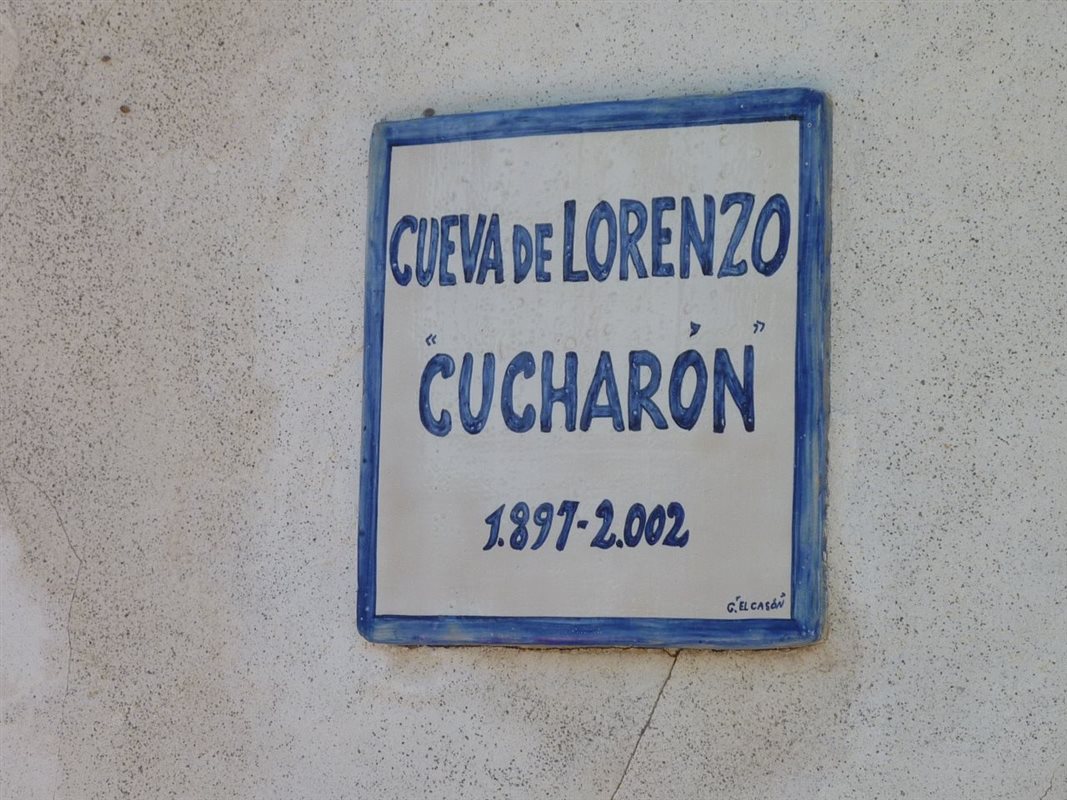 CUEVA DE LORENZO
“CUCHARÓN”
1.897-2.002
G. "EL CASÓN"